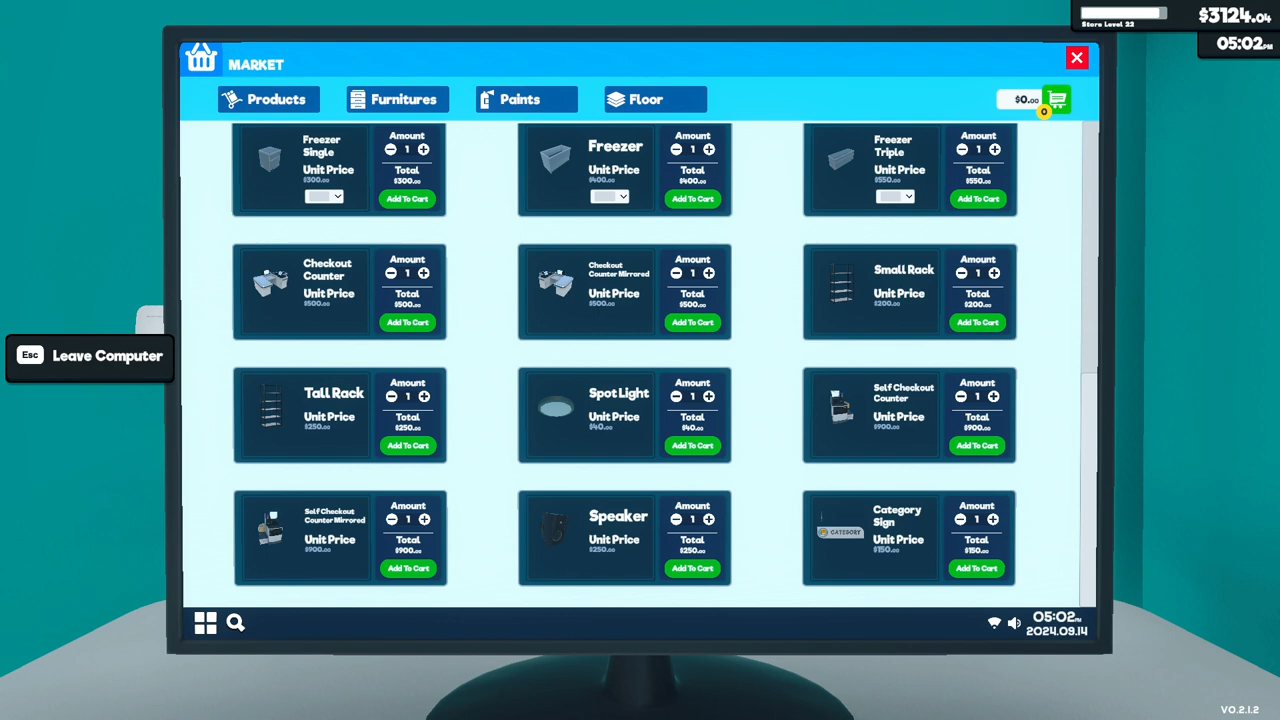 $3124.04
Store Level 22
05:02PM
MARKET
Products
Furnitures
Paints
Floor
$0.00
0
Freezer Single
Unit Price
$300.00
Amount
1
Total
$300.00
Add To Cart
Freezer
Unit Price
$400.00
Amount
1
Total
$400.00
Add To Cart
Freezer Triple
Unit Price
$550.00
Amount
1
Total
$550.00
Add To Cart
Checkout Counter
Unit Price
$500.00
Amount
1
Total
$500.00
Add To Cart
Checkout Counter Mirrored
Unit Price
$500.00
Amount
1
Total
$500.00
Add To Cart
Small Rack
Unit Price
$200.00
Amount
1
Total
$200.00
Add To Cart
Esc Leave Computer
Tall Rack
Unit Price
$250.00
Amount
1
Total
$250.00
Add To Cart
Spot Light
Unit Price
$40.00
Amount
1
Total
$40.00
Add To Cart
Self Checkout Counter
Unit Price
$900.00
Amount
1
Total
$900.00
Add To Cart
Self Checkout Counter Mirrored
Unit Price
$900.00
Amount
1
Total
$900.00
Add To Cart
Speaker
Unit Price
$250.00
Amount
1
Total
$250.00
Add To Cart
CATEGORY
Category Sign
Unit Price
$150.00
Amount
1
Total
$150.00
Add To Cart
05:02PM
2024.09.14
V0.2.1.2